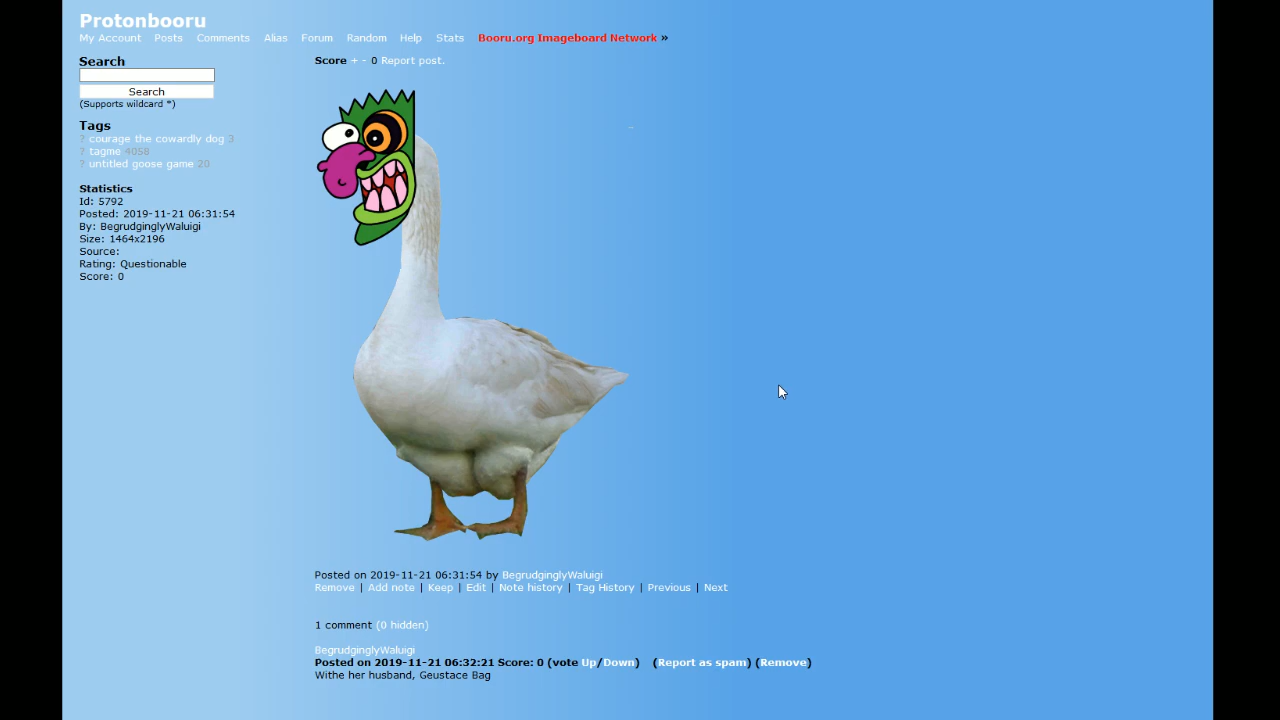 Protonbooru
My Account Posts Comments Alias Forum Random Help Stats Booru.org Imageboard Network »
Search
Search
(Supports wildcard *)
Tags
? courage the cowardly dog 3
? tagme 4058
? untitled goose game 20
Statistics
Id: 5792
Posted: 2019-11-21 06:31:54
By: BegrudginglyWaluigi
Size: 1464x2196
Source:
Rating: Questionable
Score: 0
Score + - 0 Report post.
Posted on 2019-11-21 06:31:54 by BegrudginglyWaluigi
Remove | Add note | Keep | Edit | Note history | Tag History | Previous | Next
1 comment (0 hidden)
BegrudginglyWaluigi
Posted on 2019-11-21 06:32:21 Score: 0 (vote Up/Down) (Report as spam) (Remove)
Withe her husband, Geustace Bag